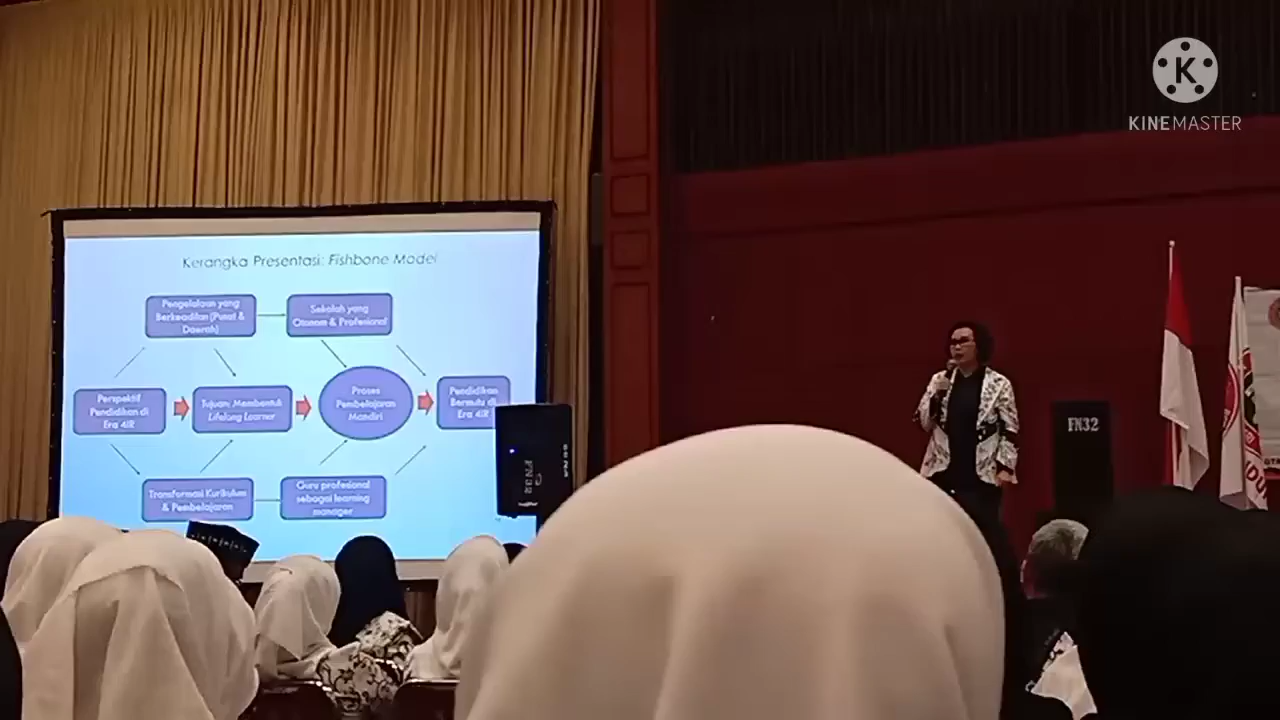 KINEMASTER
Kerangka Presentasi: Fishbone Model
Pengelolaan yang
Berkeadilan (Pusat &
Daerah)
Sekolah yang
Otonom & Profesional
Perspektif
Pendidikan di
Era 4IR
Tujuan: Membentuk
Lifelong Learner
Proses
Pembelajaran
Mandiri
Pendidikan
Bermutu di
Era 4IR
Transformasi Kurikulum
& Pembelajaran
Guru profesional
sebagai learning
manager
FN32
FN32